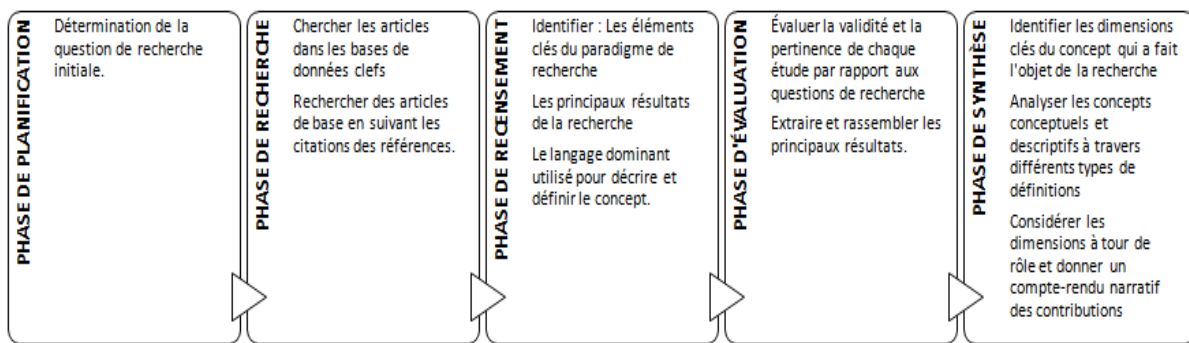 PHASE DE PLANIFICATION
Détermination de la
question de recherche
initiale.
PHASE DE RECHERCHE
Chercher les articles
dans les bases de
données clefs
Rechercher des articles
de base en suivant les
citations des références.
PHASE DE RECENSEMENT
Identifier : Les éléments
clés du paradigme de
recherche
Les principaux résultats
de la recherche
Le langage dominant
utilisé pour décrire et
définir le concept.
PHASE D'ÉVALUATION
Évaluer la validité et la
pertinence de chaque
étude par rapport aux
questions de recherche
Extraire et rassembler les
principaux résultats.
PHASE DE SYNTHÈSE
Identifier les dimensions
clés du concept qui a fait
l'objet de la recherche
Analyser les concepts
conceptuels et
descriptifs à travers
différents types de
définitions
Considérer les
dimensions à tour de
rôle et donner un
compte-rendu narratif
des contributions